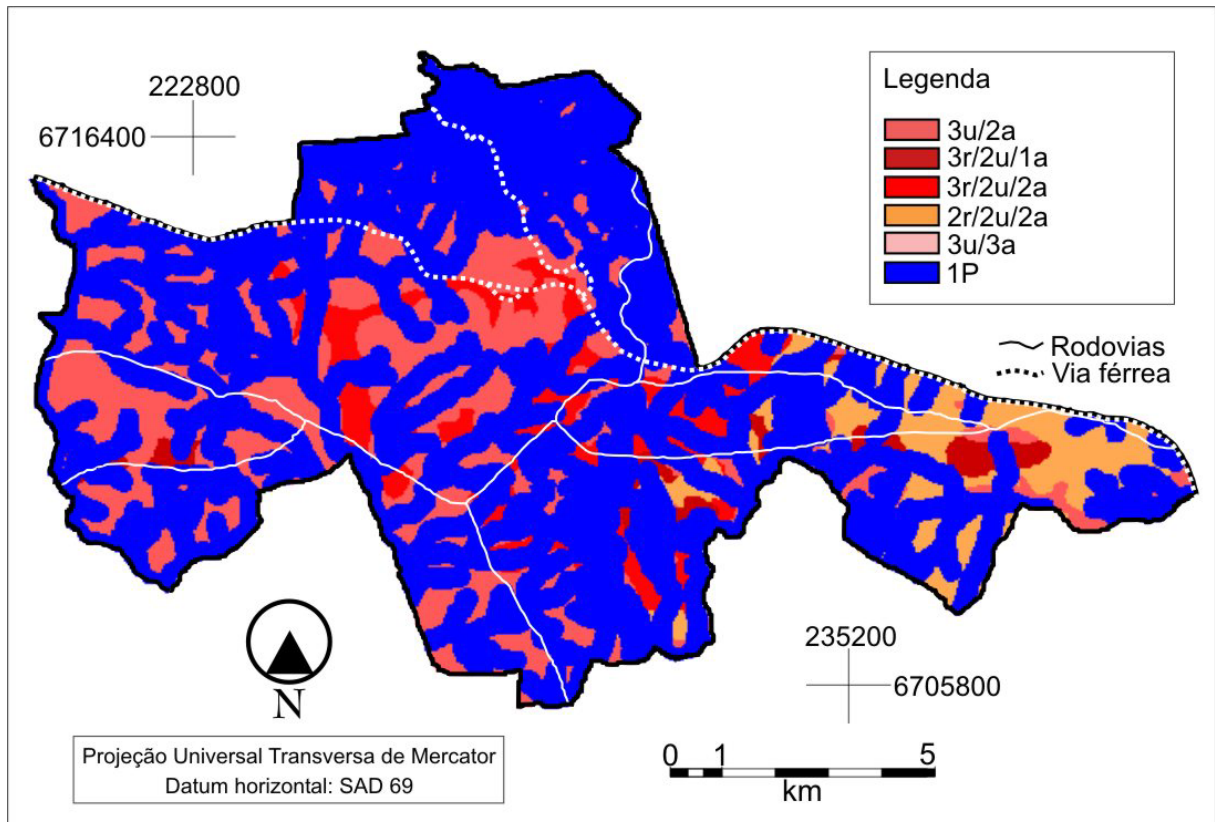 222800
6716400
Legenda
3u/2a
3r/2u/1a
3r/2u/2a
2r/2u/2a
3u/3a
1P
Rodovias
Via férrea
N
235200
6705800
Projeção Universal Transversa de Mercator
Datum horizontal: SAD 69
0 1 5
km